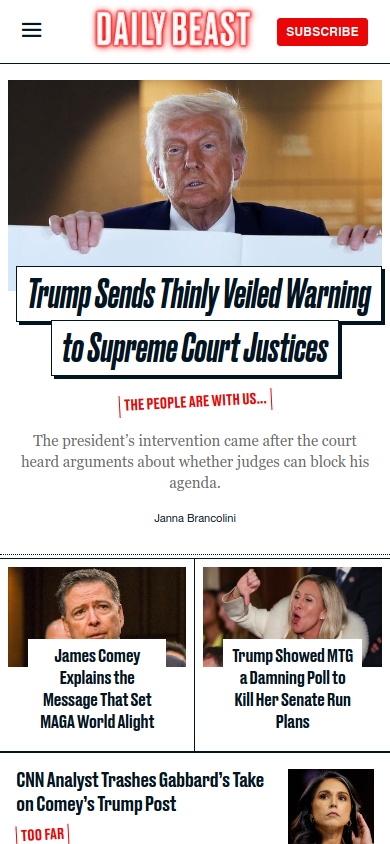 DAILY BEAST
SUBSCRIBE
Trump Sends Thinly Veiled Warning
to Supreme Court Justices
THE PEOPLE ARE WITH US...
The president's intervention came after the court
heard arguments about whether judges can block his
agenda.
Janna Brancolini
James Comey
Explains the
Message That Set
MAGA World Alight
Trump Showed MTG
a Damning Poll to
Kill Her Senate Run
Plans
CNN Analyst Trashes Gabbard's Take
on Comey's Trump Post
TOO FAR